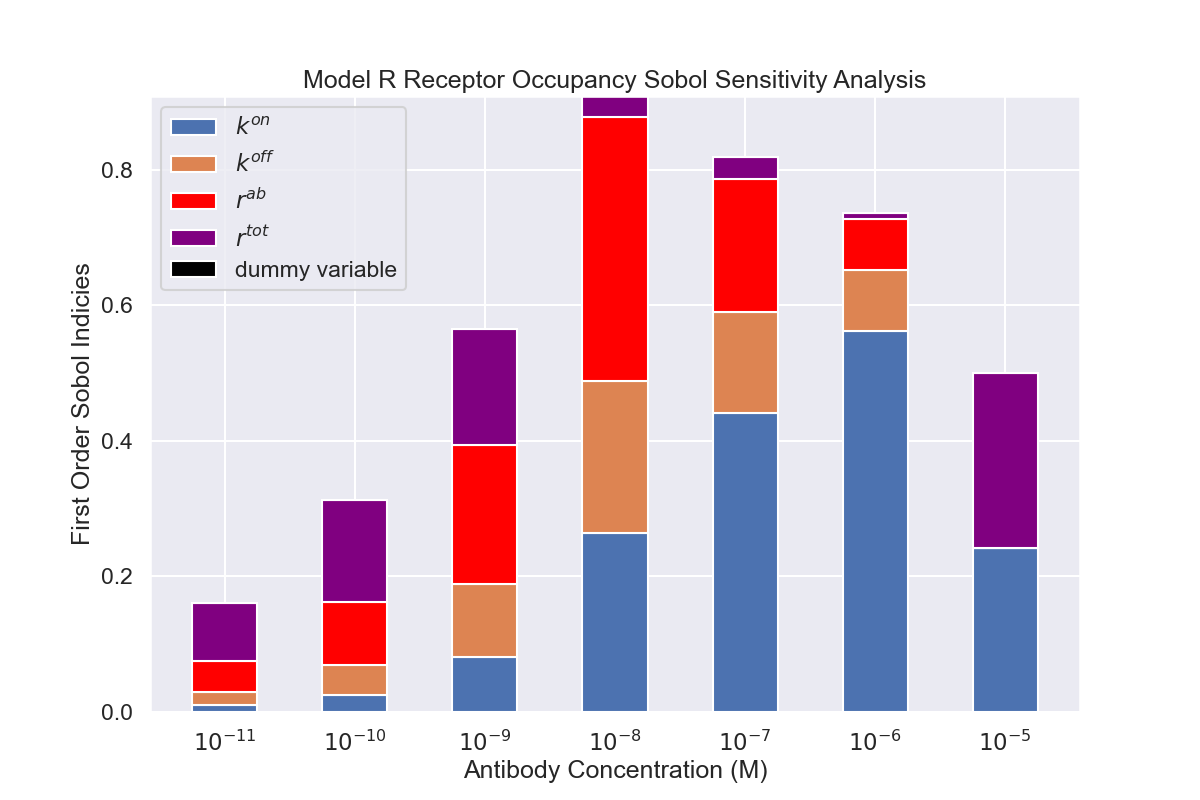 Model R Receptor Occupancy Sobol Sensitivity Analysis
k^on
k^off
r^ab
r^tot
dummy variable
First Order Sobol Indicies
0.8
0.6
0.4
0.2
0.0
10^−11 10^−10 10^−9 10^−8 10^−7 10^−6 10^−5
Antibody Concentration (M)